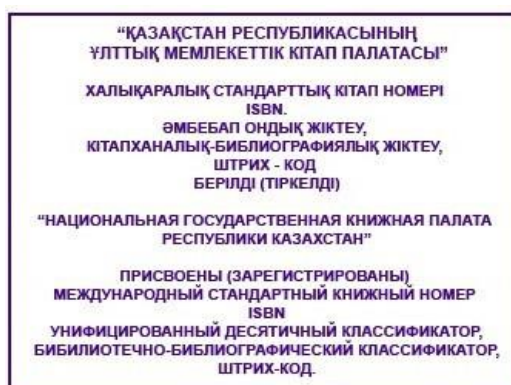 “ҚАЗАҚСТАН РЕСПУБЛИКАСЫНЫҢ
ҰЛТТЫҚ МЕМЛЕКЕТТІК КІТАП ПАЛАТАСЫ”
ХАЛЫҚАРАЛЫҚ СТАНДАРТТЫҚ КІТАП НОМЕРІ
ISBN.
ӘМБЕБАП ОНДЫҚ ЖІКТЕУ,
КІТАПХАНАЛЫҚ-БИБЛИОГРАФИЯЛЫҚ ЖІКТЕУ,
ШТРИХ - КОД
БЕРІЛДІ (ТІРКЕЛДІ)
“НАЦИОНАЛЬНАЯ ГОСУДАРСТВЕННАЯ КНИЖНАЯ ПАЛАТА
РЕСПУБЛИКИ КАЗАХСТАН”
ПРИСВОЕНЫ (ЗАРЕГИСТРИРОВАНЫ)
МЕЖДУНАРОДНЫЙ СТАНДАРТНЫЙ КНИЖНЫЙ НОМЕР
ISBN
УНИФИЦИРОВАННЫЙ ДЕСЯТИЧНЫЙ КЛАССИФИКАТОР,
БИБИЛИОТЕЧНО-БИБЛИОГРАФИЧЕСКИЙ КЛАССИФИКАТОР,
ШТРИХ-КОД.